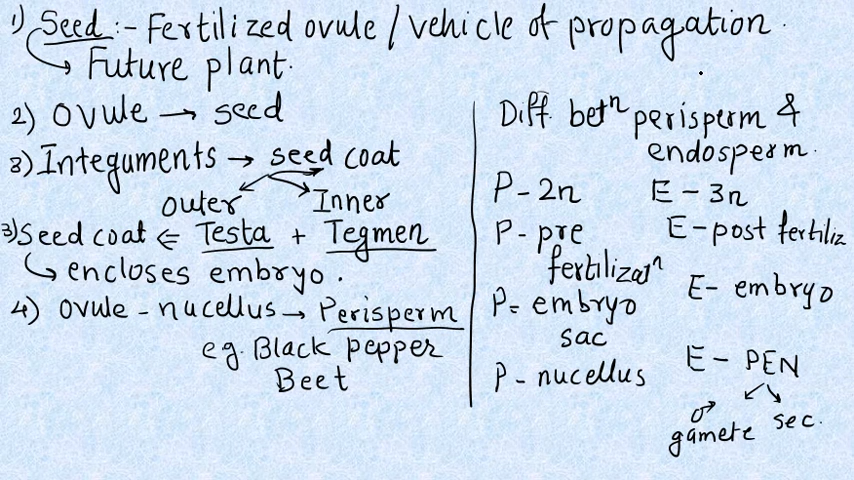 1) Seed :- Fertilized ovule / vehicle of propagation.
↳ Future plant.
2) Ovule → seed
3) Integuments → seed coat
outer Inner
3) Seed coat ⇐ Testa + Tegmen
↳ encloses embryo.
4) Ovule - nucellus → Perisperm
eg. Black pepper
Beet
Diff. betⁿ perisperm &
endosperm.
P - 2n E - 3n
P - pre E - post fertiliz
fertilizatⁿ
P = embryo E - embryo
sac
P - nucellus E - PEN
♂ gamete sec.